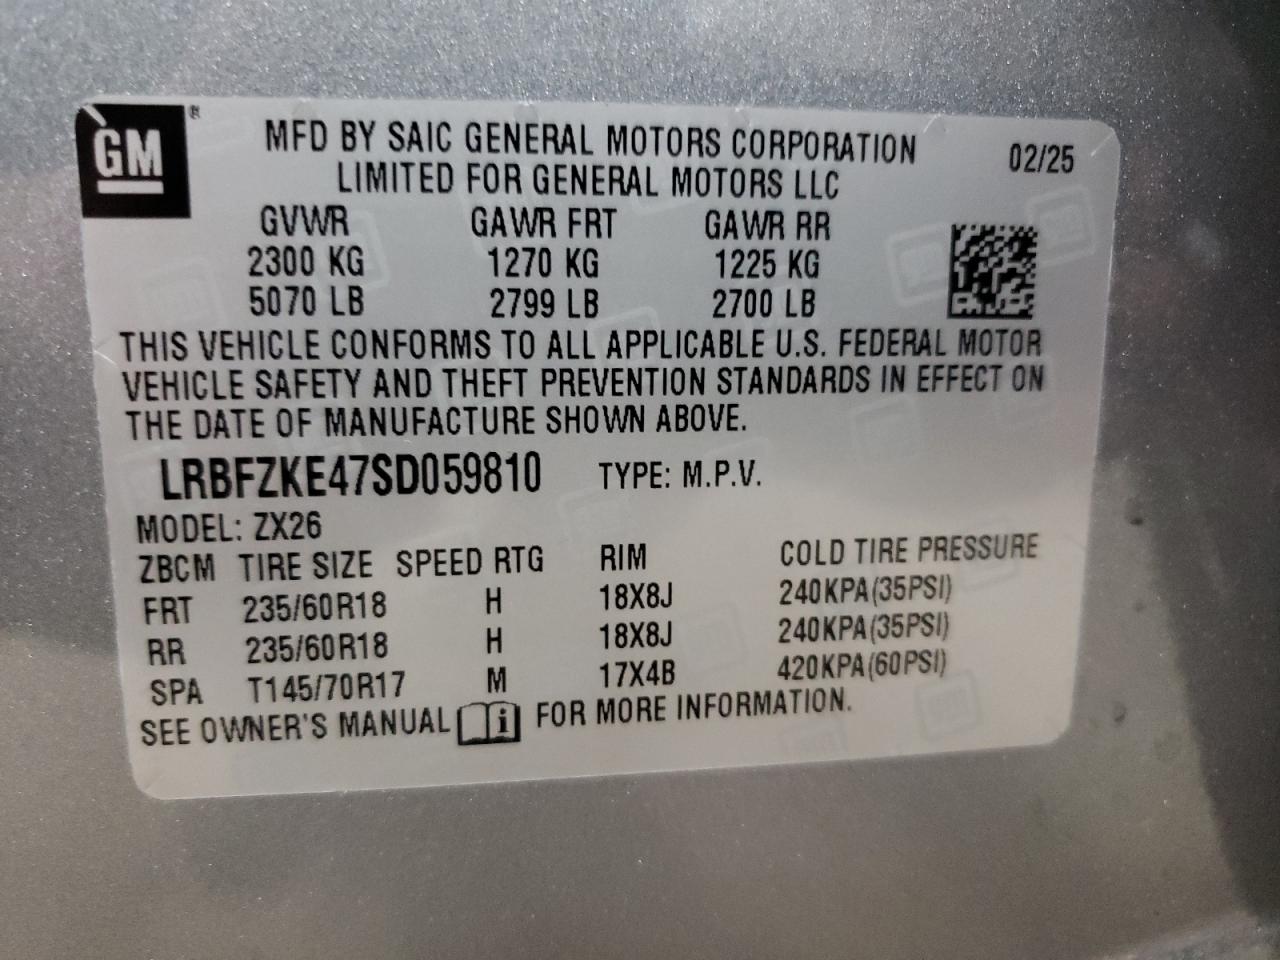 GM ®
MFD BY SAIC GENERAL MOTORS CORPORATION 02/25
LIMITED FOR GENERAL MOTORS LLC
GVWR GAWR FRT GAWR RR
2300 KG 1270 KG 1225 KG
5070 LB 2799 LB 2700 LB
THIS VEHICLE CONFORMS TO ALL APPLICABLE U.S. FEDERAL MOTOR
VEHICLE SAFETY AND THEFT PREVENTION STANDARDS IN EFFECT ON
THE DATE OF MANUFACTURE SHOWN ABOVE.
LRBFZKE47SD059810 TYPE: M.P.V.
MODEL: ZX26
ZBCM TIRE SIZE SPEED RTG RIM COLD TIRE PRESSURE
FRT 235/60R18 H 18X8J 240KPA(35PSI)
RR 235/60R18 H 18X8J 240KPA(35PSI)
SPA T145/70R17 M 17X4B 420KPA(60PSI)
SEE OWNER'S MANUAL i FOR MORE INFORMATION.